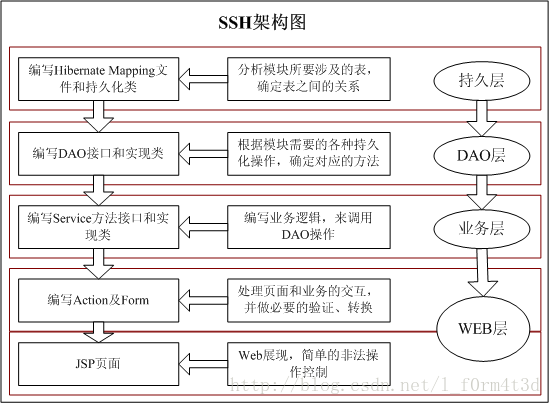 SSH架构图
编写Hibernate Mapping文
件和持久化类
分析模块所要涉及的表,
确定表之间的关系
持久层
编写DAO接口和实现类
根据模块需要的各种持久
化操作，确定对应的方法
DAO层
编写Service方法接口和实
现类
编写业务逻辑，来调用
DAO操作
业务层
编写Action及Form
处理页面和业务的交互,
并做必要的验证、转换
WEB层
JSP页面
Web展现，简单的非法操
作控制
http://blog.csdn.net/l_f0rm4t3d